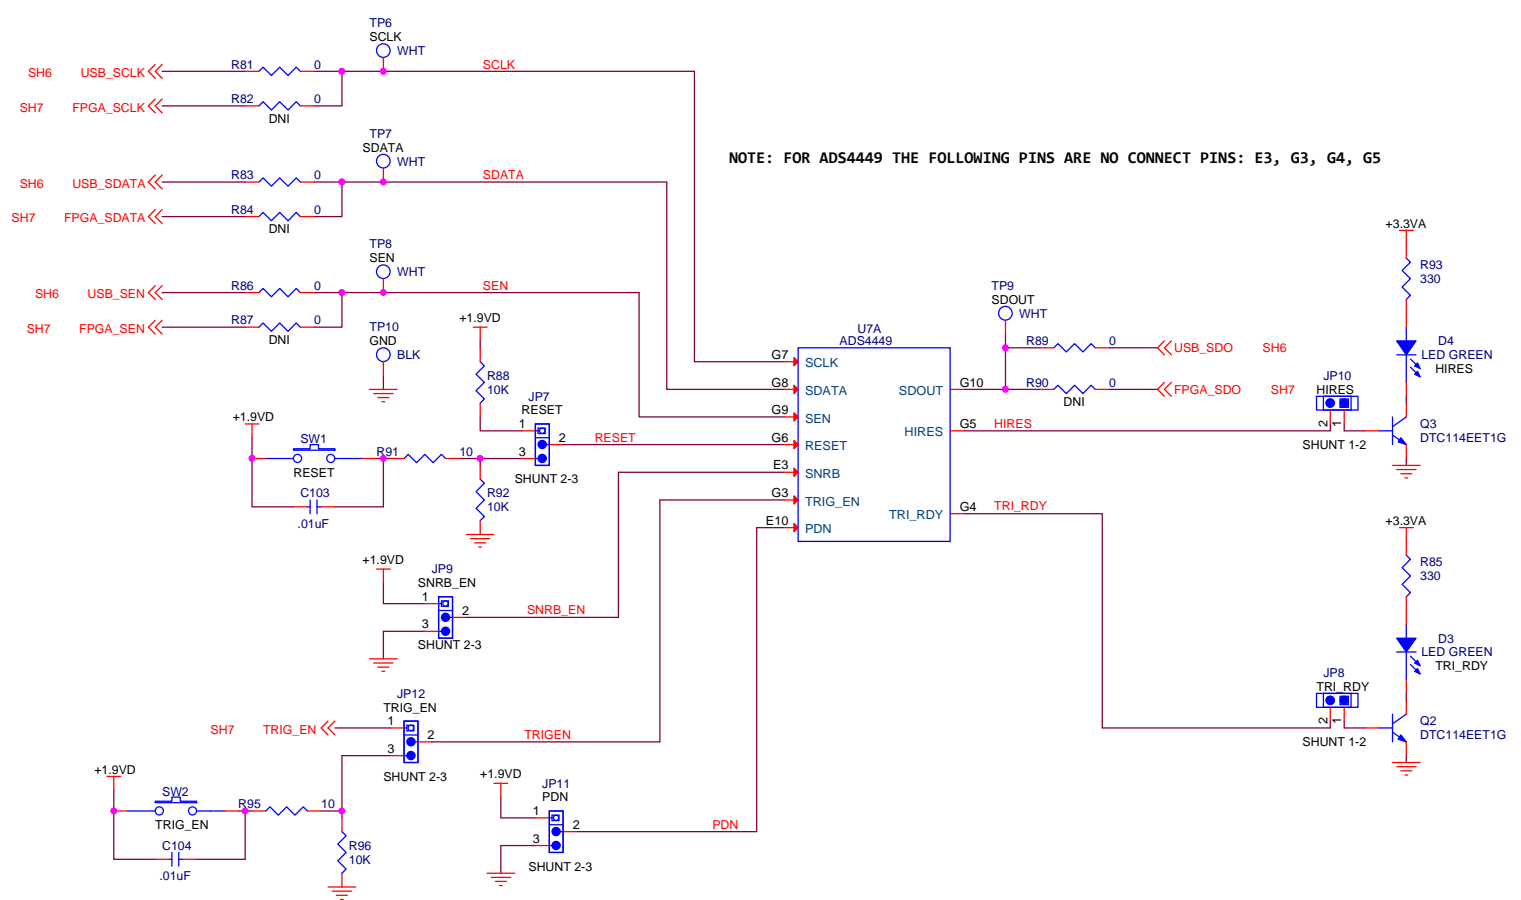 TP6
SCLK
WHT
SH6 USB_SCLK R81 0 SCLK
SH7 FPGA_SCLK R82 0
DNI
TP7
SDATA
WHT
NOTE: FOR ADS4449 THE FOLLOWING PINS ARE NO CONNECT PINS: E3, G3, G4, G5
SH6 USB_SDATA R83 0 SDATA
SH7 FPGA_SDATA R84 0
DNI
TP8
SEN
WHT
SH6 USB_SEN R86 0 SEN
SH7 FPGA_SEN R87 0
DNI
TP10
GND
BLK
+1.9VD
R88
10K
JP7
RESET
1
2 RESET
3
SHUNT 2-3
+1.9VD
SW1
RESET
R91 10
C103
.01uF
R92
10K
U7A
ADS4449
G7 SCLK
G8 SDATA
G9 SEN
G6 RESET
E3 SNRB
G3 TRIG_EN
E10 PDN
SDOUT G10
HIRES G5 HIRES
TRI_RDY G4 TRI_RDY
TP9
SDOUT
WHT
R89 0 USB_SDO SH6
R90 0 FPGA_SDO SH7
DNI
+3.3VA
R93
330
D4
LED GREEN
HIRES
JP10
HIRES
2 1
SHUNT 1-2
Q3
DTC114EET1G
+3.3VA
R85
330
D3
LED GREEN
TRI_RDY
JP8
TRI_RDY
2 1
SHUNT 1-2
Q2
DTC114EET1G
+1.9VD
JP9
SNRB_EN
1
2 SNRB_EN
3
SHUNT 2-3
JP12
TRIG_EN
SH7 TRIG_EN 1
2 TRIGEN
3
SHUNT 2-3
+1.9VD
SW2
TRIG_EN
R95 10
C104
.01uF
R96
10K
+1.9VD
JP11
PDN
1
2 PDN
3
SHUNT 2-3